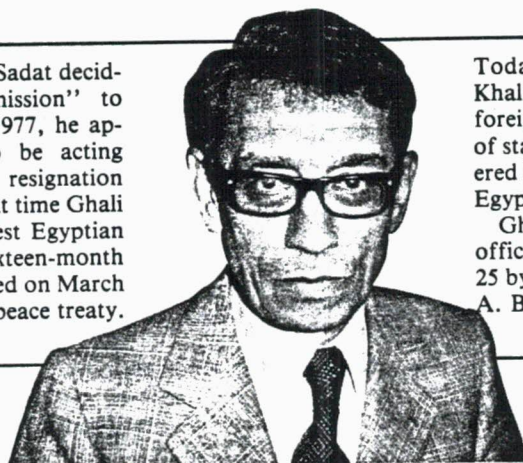 Sadat decid-
mission" to
977, he ap-
be acting
resignation
t time Ghali
est Egyptian
xteen-month
ed on March
peace treaty.
Toda
Khal
foreig
of sta
ered
Egyp
Gh
offic
25 by
A. B